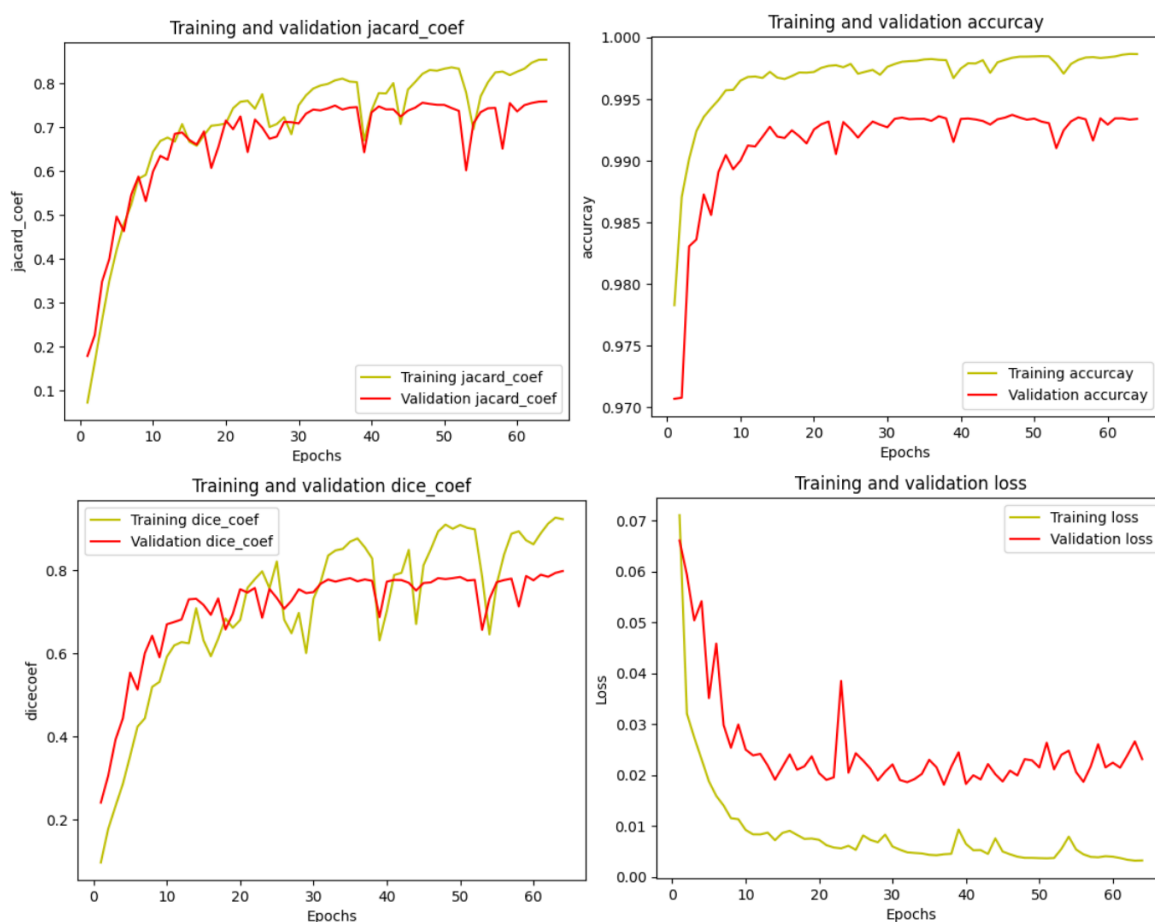 Training and validation jacard_coef
jacard_coef
0.8
0.7
0.6
0.5
0.4
0.3
0.2
0.1
Training jacard_coef
Validation jacard_coef
0 10 20 30 40 50 60
Epochs
Training and validation accurcay
accurcay
1.000
0.995
0.990
0.985
0.980
0.975
0.970
Training accurcay
Validation accurcay
0 10 20 30 40 50 60
Epochs
Training and validation dice_coef
dicecoef
Training dice_coef
Validation dice_coef
0.8
0.6
0.4
0.2
0 10 20 30 40 50 60
Epochs
Training and validation loss
Loss
Training loss
Validation loss
0.07
0.06
0.05
0.04
0.03
0.02
0.01
0.00
0 10 20 30 40 50 60
Epochs